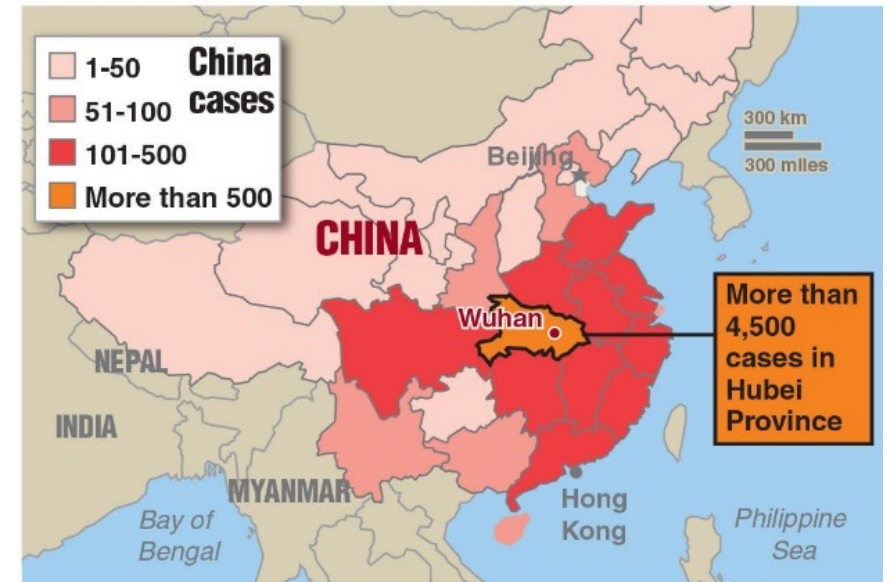 China
cases
1-50
51-100
101-500
More than 500
300 km
300 miles
Beijing
CHINA
Wuhan
More than
4,500
cases in
Hubei
Province
NEPAL
INDIA
MYANMAR
Hong
Kong
Bay of
Bengal
Philippine
Sea